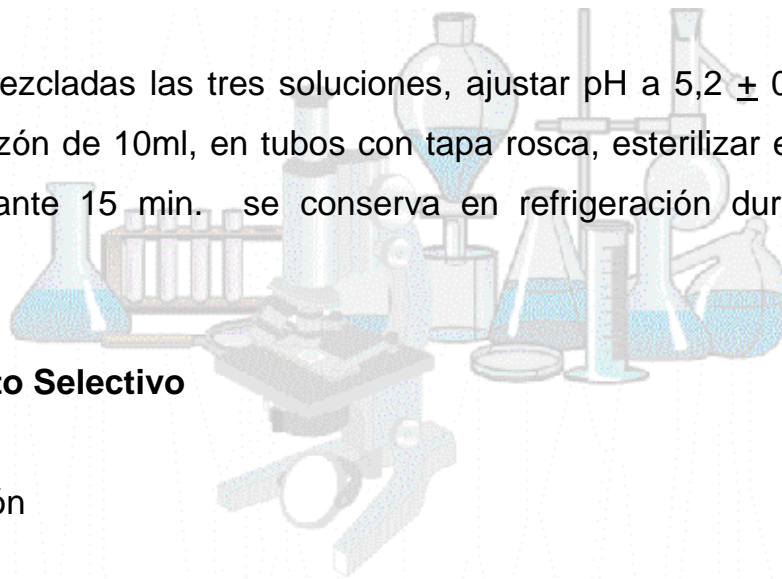 ezcladas las tres soluciones, ajustar pH a 5,2 ± 0
zón de 10ml, en tubos con tapa rosca, esterilizar e
ante 15 min. se conserva en refrigeración dur
to Selectivo
ón